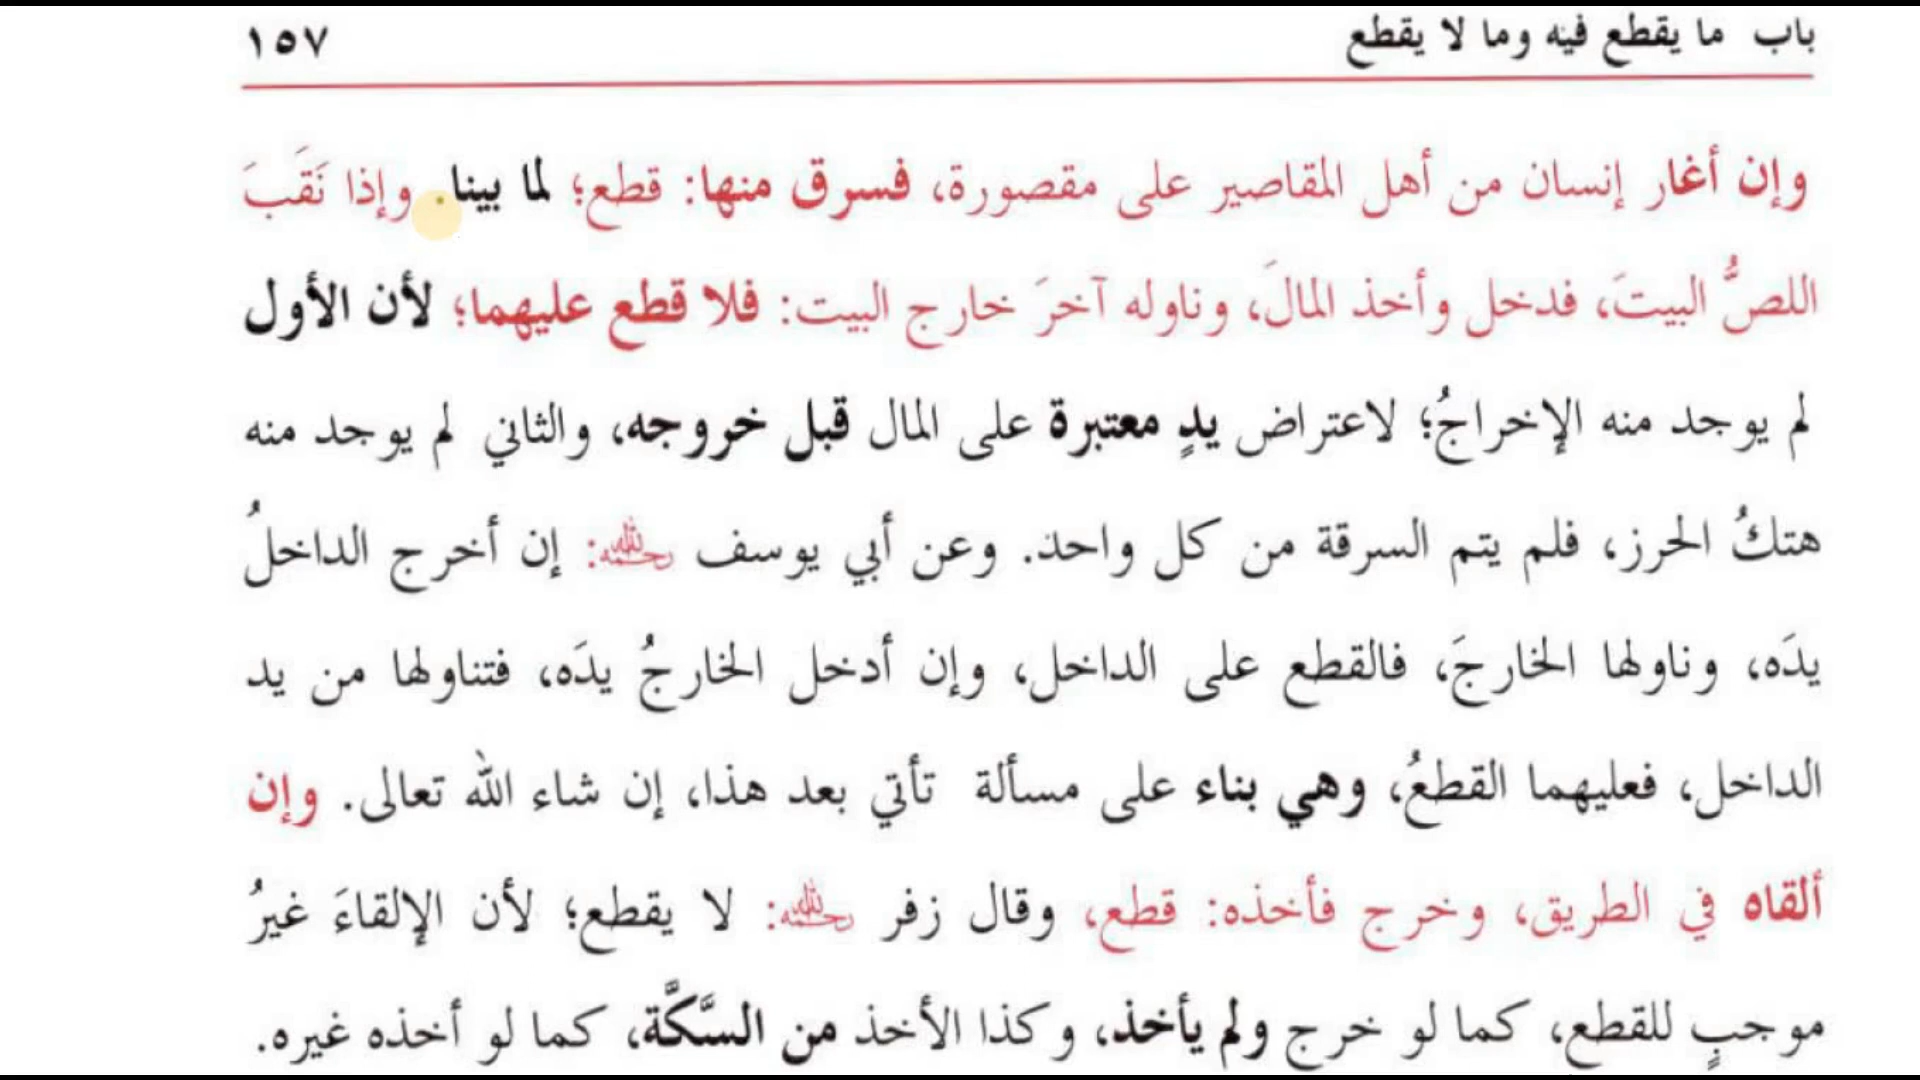 باب ما يقطع فيه وما لا يقطع ١٥٧
وإن أغار إنسان من أهل المقاصير على مقصورة، فسرق منها: قطع؛ لما بينا. وإذا نَقَبَ
اللصُّ البيتَ، فدخل وأخذ المالَ، وناوله آخرَ خارج البيت: فلا قطع عليهما؛ لأن الأول
لم يوجد منه الإخراجُ؛ لاعتراض يدٍ معتبرة على المال قبل خروجه، والثاني لم يوجد منه
هتكُ الحرز، فلم يتم السرقة من كل واحد. وعن أبي يوسف رحمه الله: إن أخرج الداخلُ
يدَه، وناولها الخارجَ، فالقطع على الداخل، وإن أدخل الخارجُ يدَه، فتناولها من يد
الداخل، فعليهما القطعُ، وهي بناء على مسألة تأتي بعد هذا، إن شاء الله تعالى. وإن
ألقاه في الطريق، وخرج فأخذه: قطع، وقال زفر رحمه الله: لا يقطع؛ لأن الإلقاءَ غيرُ
موجبٍ للقطع، كما لو خرج ولم يأخذ، وكذا الأخذ من السَّكَّة، كما لو أخذه غيره.